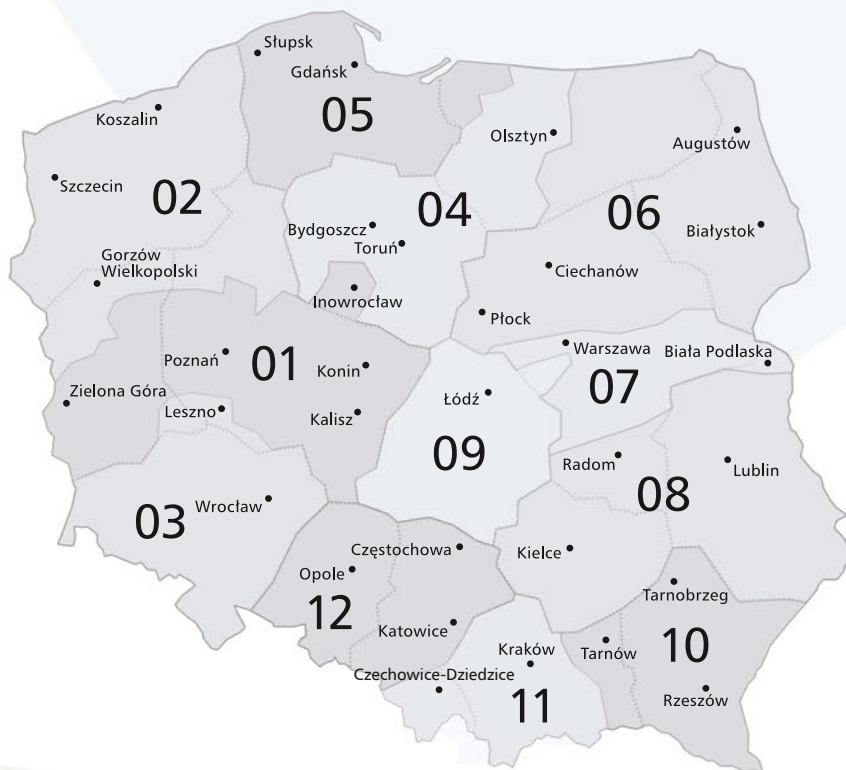 Słupsk
Gdańsk
05
Koszalin
Olsztyn
Augustów
Szczecin
02
04
06
Bydgoszcz
Toruń
Białystok
Gorzów
Wielkopolski
Ciechanów
Inowrocław
Płock
Warszawa
Biała Podlaska
Poznań
01
Konin
07
Zielona Góra
Łódź
Leszno
Kalisz
09
Radom
Lublin
08
03
Wrocław
Częstochowa
Kielce
Opole
Tarnobrzeg
12
Katowice
Kraków
Tarnów
10
Czechowice-Dziedzice
11
Rzeszów